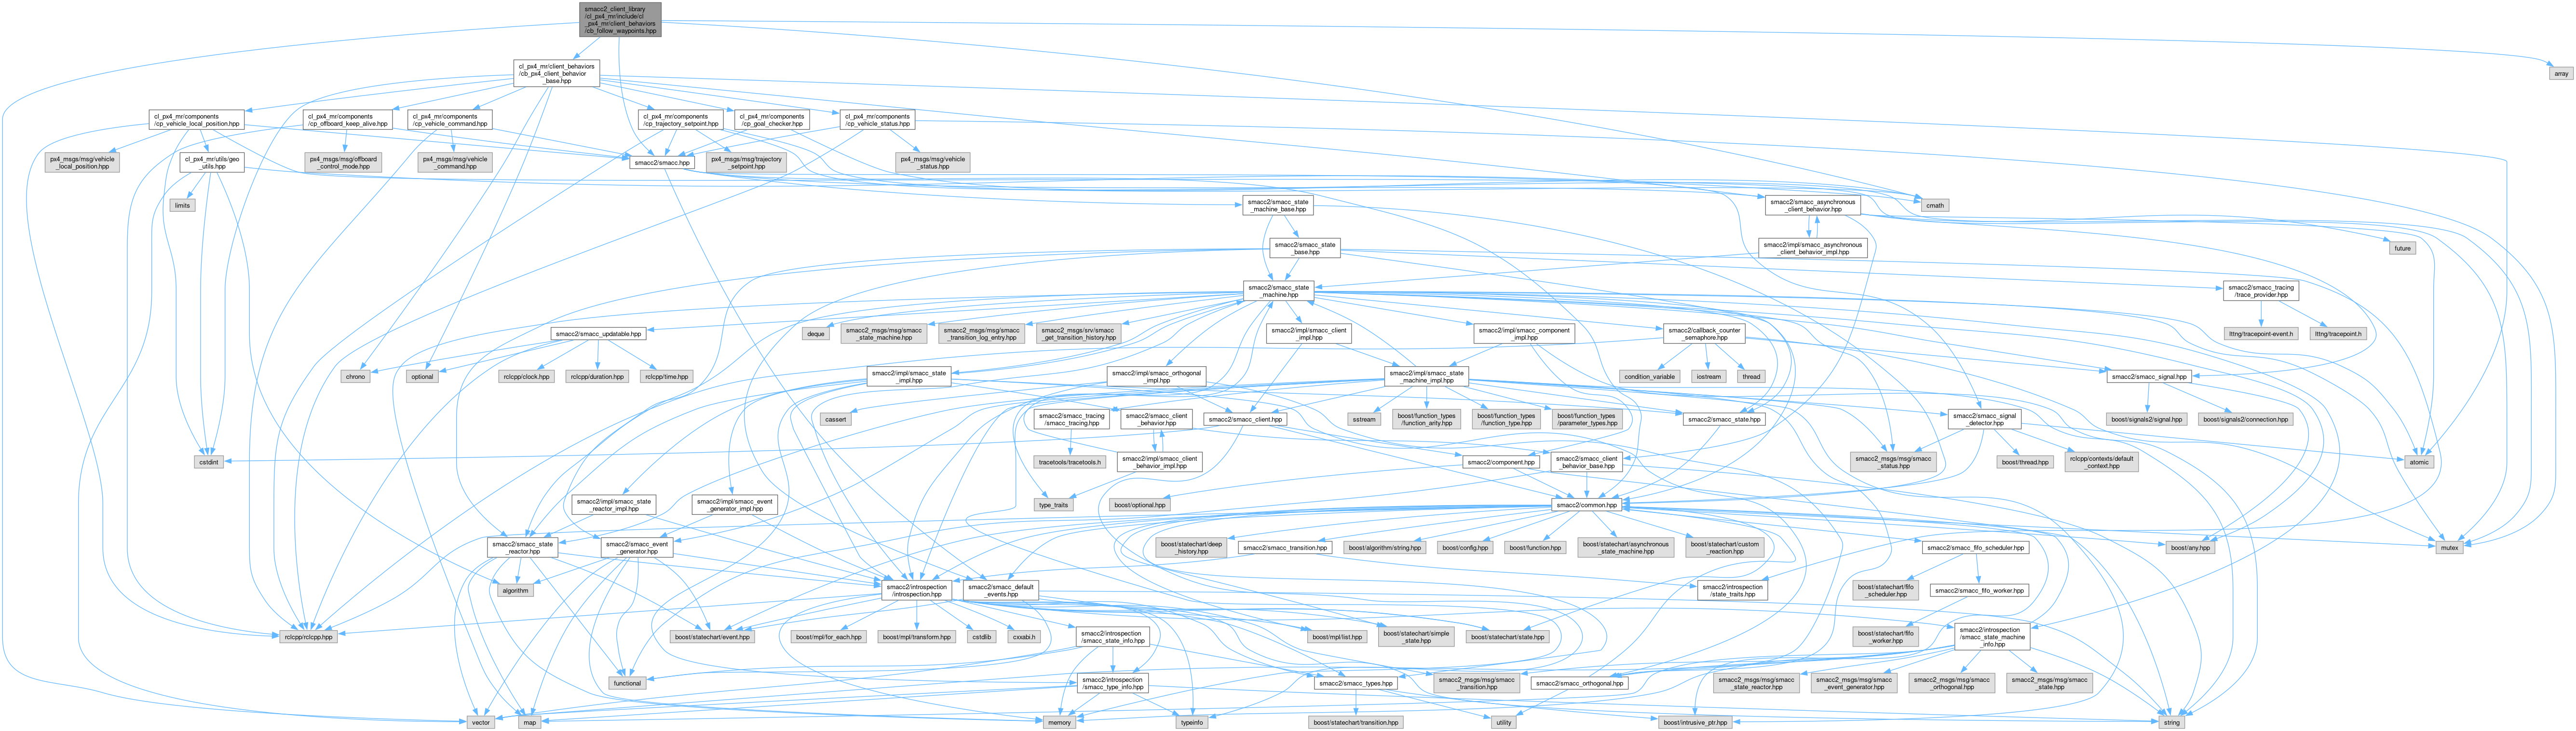 smacc2_client_library
/cl_px4_mr/include/cl
_px4_mr/client_behaviors
/cb_follow_waypoints.hpp
cl_px4_mr/client_behaviors
/cb_px4_client_behavior
_base.hpp
array
cl_px4_mr/components
/cp_vehicle_local_position.hpp
cl_px4_mr/components
/cp_offboard_keep_alive.hpp
cl_px4_mr/components
/cp_vehicle_command.hpp
cl_px4_mr/components
/cp_trajectory_setpoint.hpp
cl_px4_mr/components
/cp_goal_checker.hpp
cl_px4_mr/components
/cp_vehicle_status.hpp
px4_msgs/msg/vehicle
_local_position.hpp
cl_px4_mr/utils/geo
_utils.hpp
px4_msgs/msg/offboard
_control_mode.hpp
px4_msgs/msg/vehicle
_command.hpp
smacc2/smacc.hpp
px4_msgs/msg/trajectory
_setpoint.hpp
px4_msgs/msg/vehicle
_status.hpp
limits
smacc2/smacc_state
_machine_base.hpp
smacc2/smacc_asynchronous
_client_behavior.hpp
cmath
smacc2/smacc_state
_base.hpp
smacc2/impl/smacc_asynchronous
_client_behavior_impl.hpp
future
smacc2/smacc_state
_machine.hpp
smacc2/smacc_tracing
/trace_provider.hpp
smacc2/smacc_updatable.hpp
deque
smacc2_msgs/msg/smacc
_state_machine.hpp
smacc2_msgs/msg/smacc
_transition_log_entry.hpp
smacc2_msgs/srv/smacc
_get_transition_history.hpp
smacc2/impl/smacc_client
_impl.hpp
smacc2/impl/smacc_component
_impl.hpp
smacc2/callback_counter
_semaphore.hpp
lttng/tracepoint-event.h
lttng/tracepoint.h
chrono
optional
rclcpp/clock.hpp
rclcpp/duration.hpp
rclcpp/time.hpp
smacc2/impl/smacc_state
_impl.hpp
smacc2/impl/smacc_orthogonal
_impl.hpp
smacc2/impl/smacc_state
_machine_impl.hpp
condition_variable
iostream
thread
smacc2/smacc_signal.hpp
cassert
smacc2/smacc_tracing
/smacc_tracing.hpp
smacc2/smacc_client
_behavior.hpp
smacc2/smacc_client.hpp
sstream
boost/function_types
/function_arity.hpp
boost/function_types
/function_type.hpp
boost/function_types
/parameter_types.hpp
smacc2/smacc_state.hpp
smacc2/smacc_signal
_detector.hpp
boost/signals2/signal.hpp
boost/signals2/connection.hpp
cstdint
tracetools/tracetools.h
smacc2/impl/smacc_client
_behavior_impl.hpp
smacc2/component.hpp
smacc2/smacc_client
_behavior_base.hpp
smacc2_msgs/msg/smacc
_status.hpp
boost/thread.hpp
rclcpp/contexts/default
_context.hpp
atomic
smacc2/impl/smacc_state
_reactor_impl.hpp
smacc2/impl/smacc_event
_generator_impl.hpp
type_traits
boost/optional.hpp
smacc2/common.hpp
smacc2/smacc_state
_reactor.hpp
smacc2/smacc_event
_generator.hpp
boost/statechart/deep
_history.hpp
smacc2/smacc_transition.hpp
boost/algorithm/string.hpp
boost/config.hpp
boost/function.hpp
boost/statechart/asynchronous
_state_machine.hpp
boost/statechart/custom
_reaction.hpp
smacc2/smacc_fifo_scheduler.hpp
boost/any.hpp
mutex
algorithm
smacc2/introspection
/introspection.hpp
smacc2/smacc_default
_events.hpp
smacc2/introspection
/state_traits.hpp
boost/statechart/fifo
_scheduler.hpp
smacc2/smacc_fifo_worker.hpp
rclcpp/rclcpp.hpp
boost/statechart/event.hpp
boost/mpl/for_each.hpp
boost/mpl/transform.hpp
cstdlib
cxxabi.h
smacc2/introspection
/smacc_state_info.hpp
boost/mpl/list.hpp
boost/statechart/simple
_state.hpp
boost/statechart/state.hpp
boost/statechart/fifo
_worker.hpp
smacc2/introspection
/smacc_state_machine
_info.hpp
functional
smacc2/introspection
/smacc_type_info.hpp
smacc2/smacc_types.hpp
smacc2_msgs/msg/smacc
_transition.hpp
smacc2/smacc_orthogonal.hpp
smacc2_msgs/msg/smacc
_state_reactor.hpp
smacc2_msgs/msg/smacc
_event_generator.hpp
smacc2_msgs/msg/smacc
_orthogonal.hpp
smacc2_msgs/msg/smacc
_state.hpp
vector
map
memory
typeinfo
boost/statechart/transition.hpp
utility
boost/intrusive_ptr.hpp
string